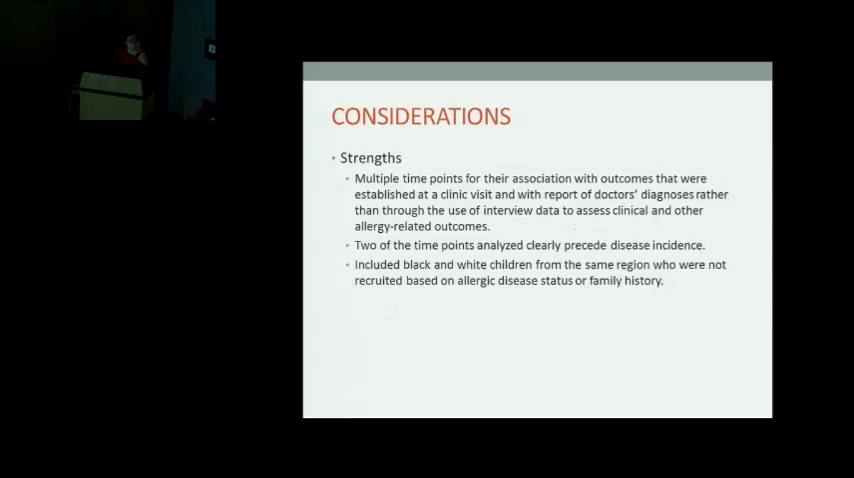 CONSIDERATIONS
• Strengths
• Multiple time points for their association with outcomes that were
established at a clinic visit and with report of doctors' diagnoses rather
than through the use of interview data to assess clinical and other
allergy-related outcomes.
• Two of the time points analyzed clearly precede disease incidence.
• Included black and white children from the same region who were not
recruited based on allergic disease status or family history.